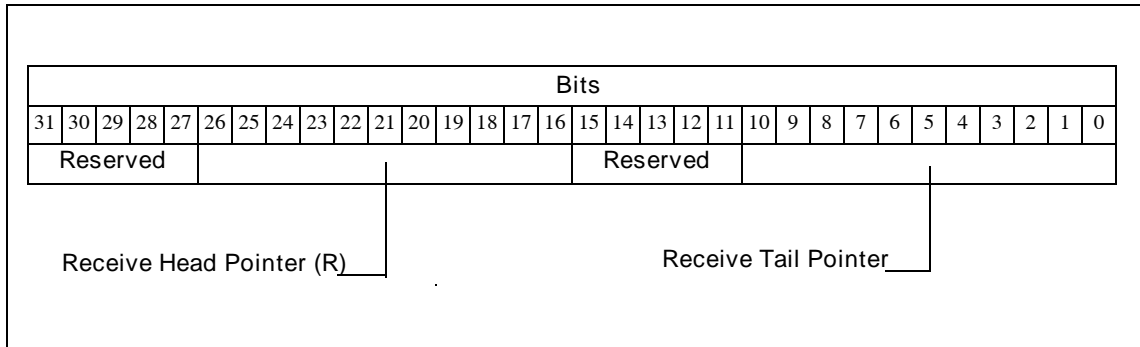 Bits
31 30 29 28 27 26 25 24 23 22 21 20 19 18 17 16 15 14 13 12 11 10 9 8 7 6 5 4 3 2 1 0
Reserved Reserved
Receive Head Pointer (R) Receive Tail Pointer